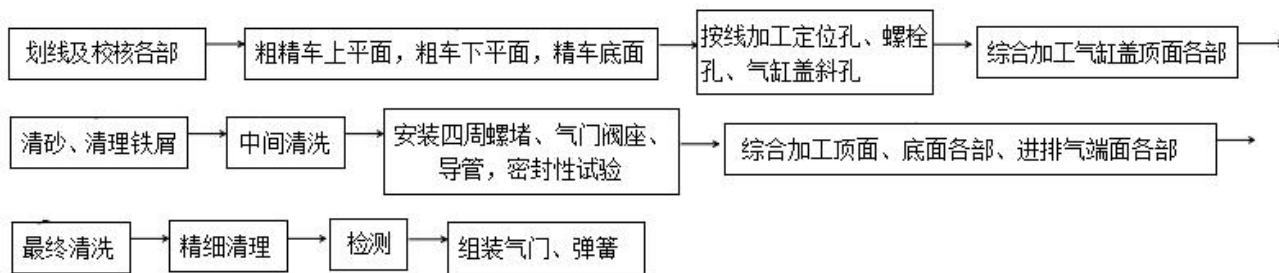 划线及校核各部
粗精车上平面，粗车下平面，精车底面
按线加工定位孔、螺栓
孔、气缸盖斜孔
综合加工气缸盖顶面各部
清砂、清理铁屑
中间清洗
安装四周螺堵、气门阀座、
导管，密封性试验
综合加工顶面、底面各部、进排气端面各部
最终清洗
精细清理
检测
组装气门、弹簧